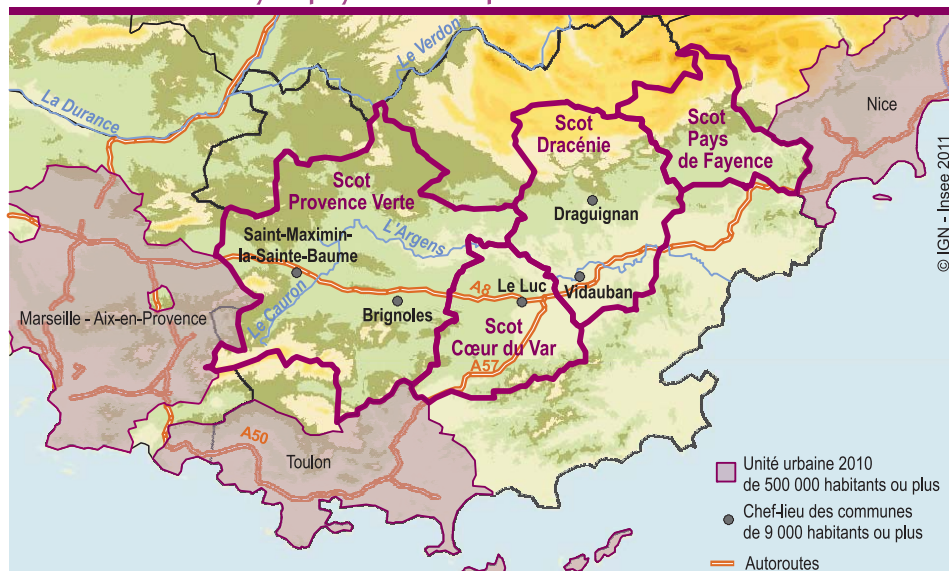 Le Verdon
La Durance
Nice
Scot
Dracénie
Scot
Pays
de Fayence
Scot
Provence Verte
Draguignan
Saint-Maximin-
la-Sainte-Baume
L'Argens
Le Cauron
A8
Le Luc
Vidauban
Brignoles
Marseille - Aix-en-Provence
Scot
Cœur du Var
A57
A50
Toulon
Unité urbaine 2010
de 500 000 habitants ou plus
Chef-lieu des communes
de 9 000 habitants ou plus
Autoroutes
© IGN - Insee 2011